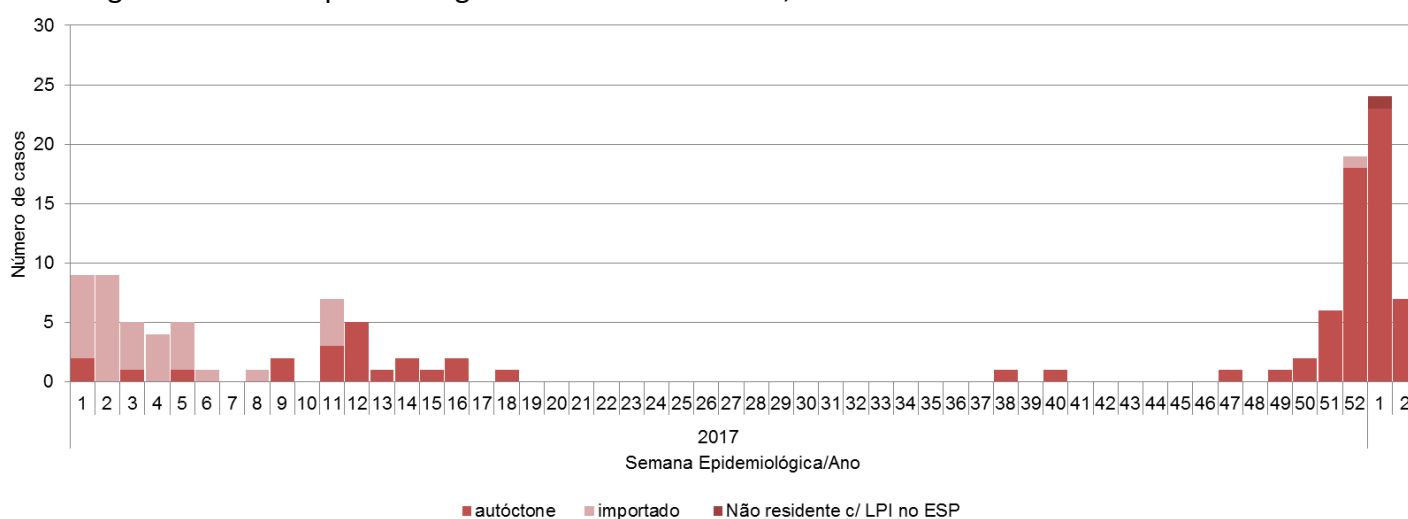 30
25
20
15
10
5
0
Número de casos
1 2 3 4 5 6 7 8 9 10 11 12 13 14 15 16 17 18 19 20 21 22 23 24 25 26 27 28 29 30 31 32 33 34 35 36 37 38 39 40 41 42 43 44 45 46 47 48 49 50 51 52 1 2
2017
Semana Epidemiológica/Ano
autóctone importado Não residente c/ LPI no ESP